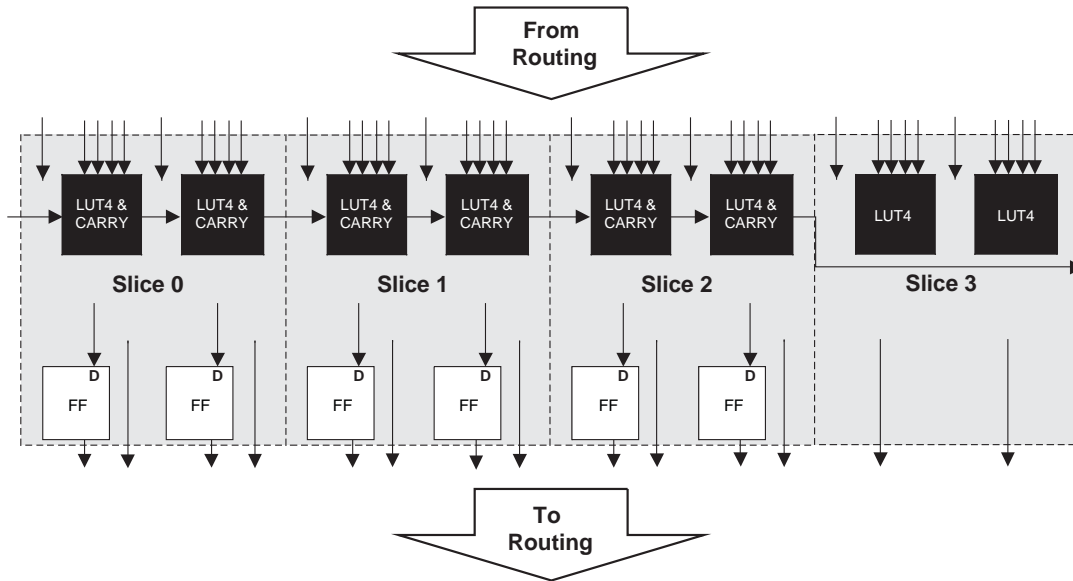 From
Routing
LUT4 &
CARRY
LUT4 &
CARRY
LUT4 &
CARRY
LUT4 &
CARRY
LUT4 &
CARRY
LUT4 &
CARRY
LUT4
LUT4
Slice 0
Slice 1
Slice 2
Slice 3
D
FF
D
FF
D
FF
D
FF
D
FF
D
FF
To
Routing